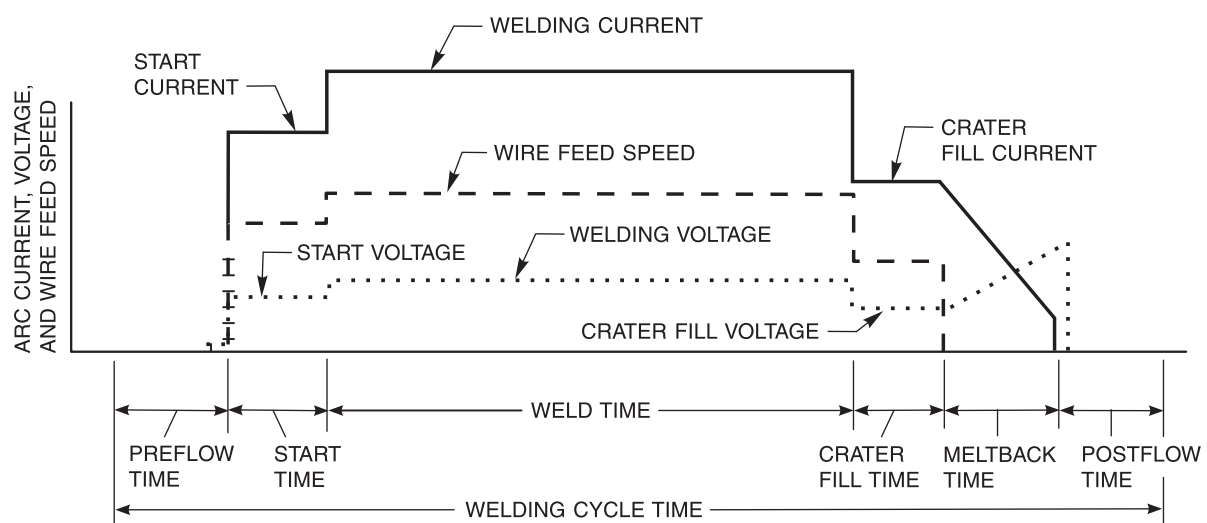 WELDING CURRENT
START
CURRENT
ARC CURRENT, VOLTAGE,
AND WIRE FEED SPEED
CRATER
FILL CURRENT
WIRE FEED SPEED
WELDING VOLTAGE
START VOLTAGE
CRATER FILL VOLTAGE
WELD TIME
PREFLOW
TIME
START
TIME
CRATER
FILL TIME
MELTBACK
TIME
POSTFLOW
TIME
WELDING CYCLE TIME